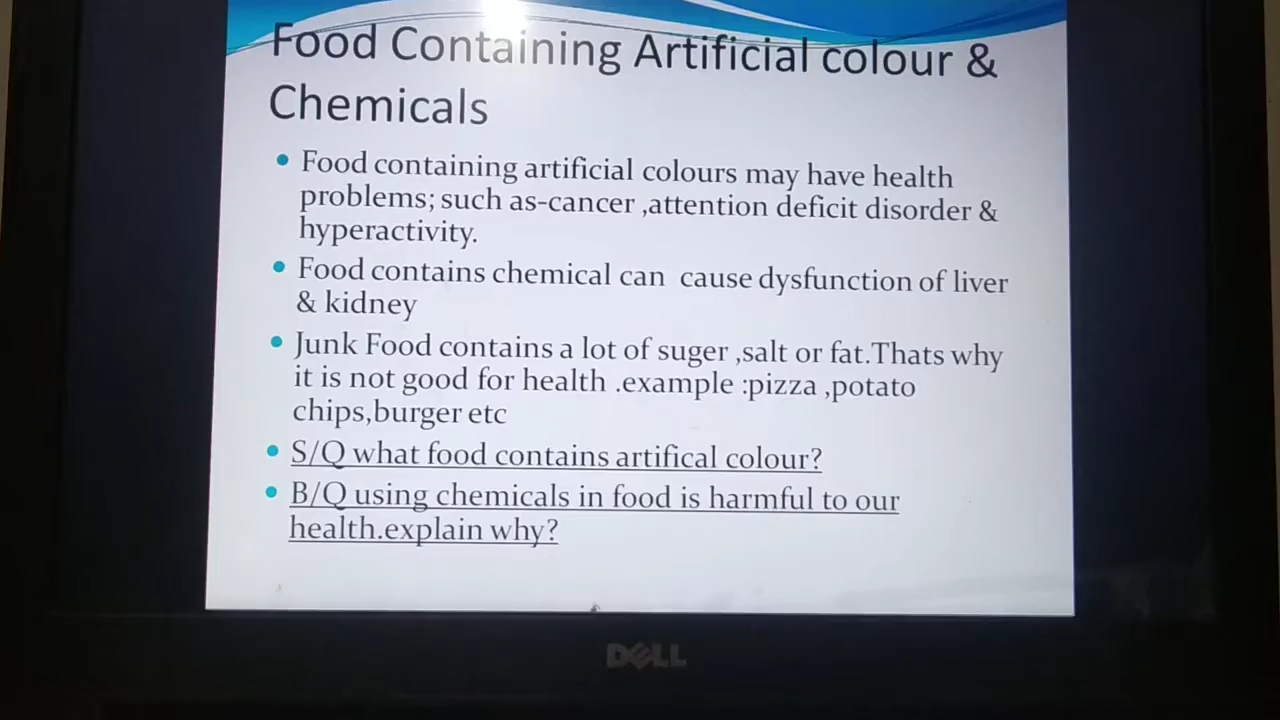 Food Containing Artificial colour &
Chemicals
Food containing artificial colours may have health
problems; such as-cancer ,attention deficit disorder &
hyperactivity.
Food contains chemical can cause dysfunction of liver
& kidney
Junk Food contains a lot of suger ,salt or fat.Thats why
it is not good for health .example :pizza ,potato
chips,burger etc
S/Q what food contains artifical colour?
B/Q using chemicals in food is harmful to our
health.explain why?
DELL